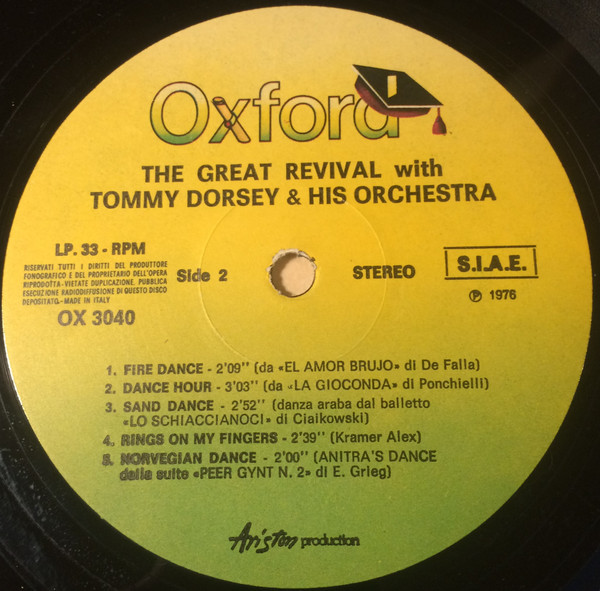 Oxford
THE GREAT REVIVAL with
TOMMY DORSEY & HIS ORCHESTRA
LP. 33 - RPM
RISERVATI TUTTI I DIRITTI DEL PRODUTTORE
FONOGRAFICO E DEL PROPRIETARIO DELL'OPERA
RIPRODOTTA - VIETATE DUPLICAZIONE. PUBBLICA
ESECUZIONE RADIODIFFUSIONE DI QUESTO DISCO
DEPOSITATO - MADE IN ITALY
OX 3040
Side 2
STEREO
S.I.A.E.
℗ 1976
1. FIRE DANCE - 2'09'' (da «EL AMOR BRUJO» di De Falla)
2. DANCE HOUR - 3'03'' (da «LA GIOCONDA» di Ponchielli)
3. SAND DANCE - 2'52'' (danza araba dal balletto
«LO SCHIACCIANOCI» di Ciaikowski)
4. RINGS ON MY FINGERS - 2'39'' (Kramer Alex)
5. NORVEGIAN DANCE - 2'00'' (ANITRA'S DANCE
dalla suite «PEER GYNT N. 2» di E. Grieg)
Ariston production